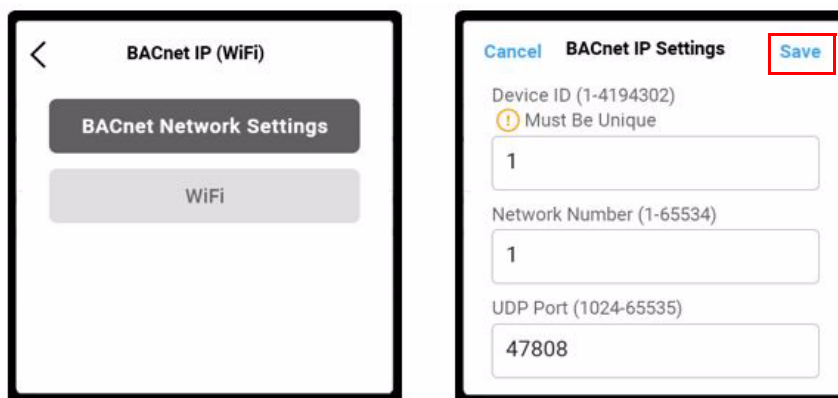 BACnet IP (WiFi)
BACnet Network Settings
WiFi
Cancel BACnet IP Settings Save
Device ID (1-4194302)
Must Be Unique
1
Network Number (1-65534)
1
UDP Port (1024-65535)
47808